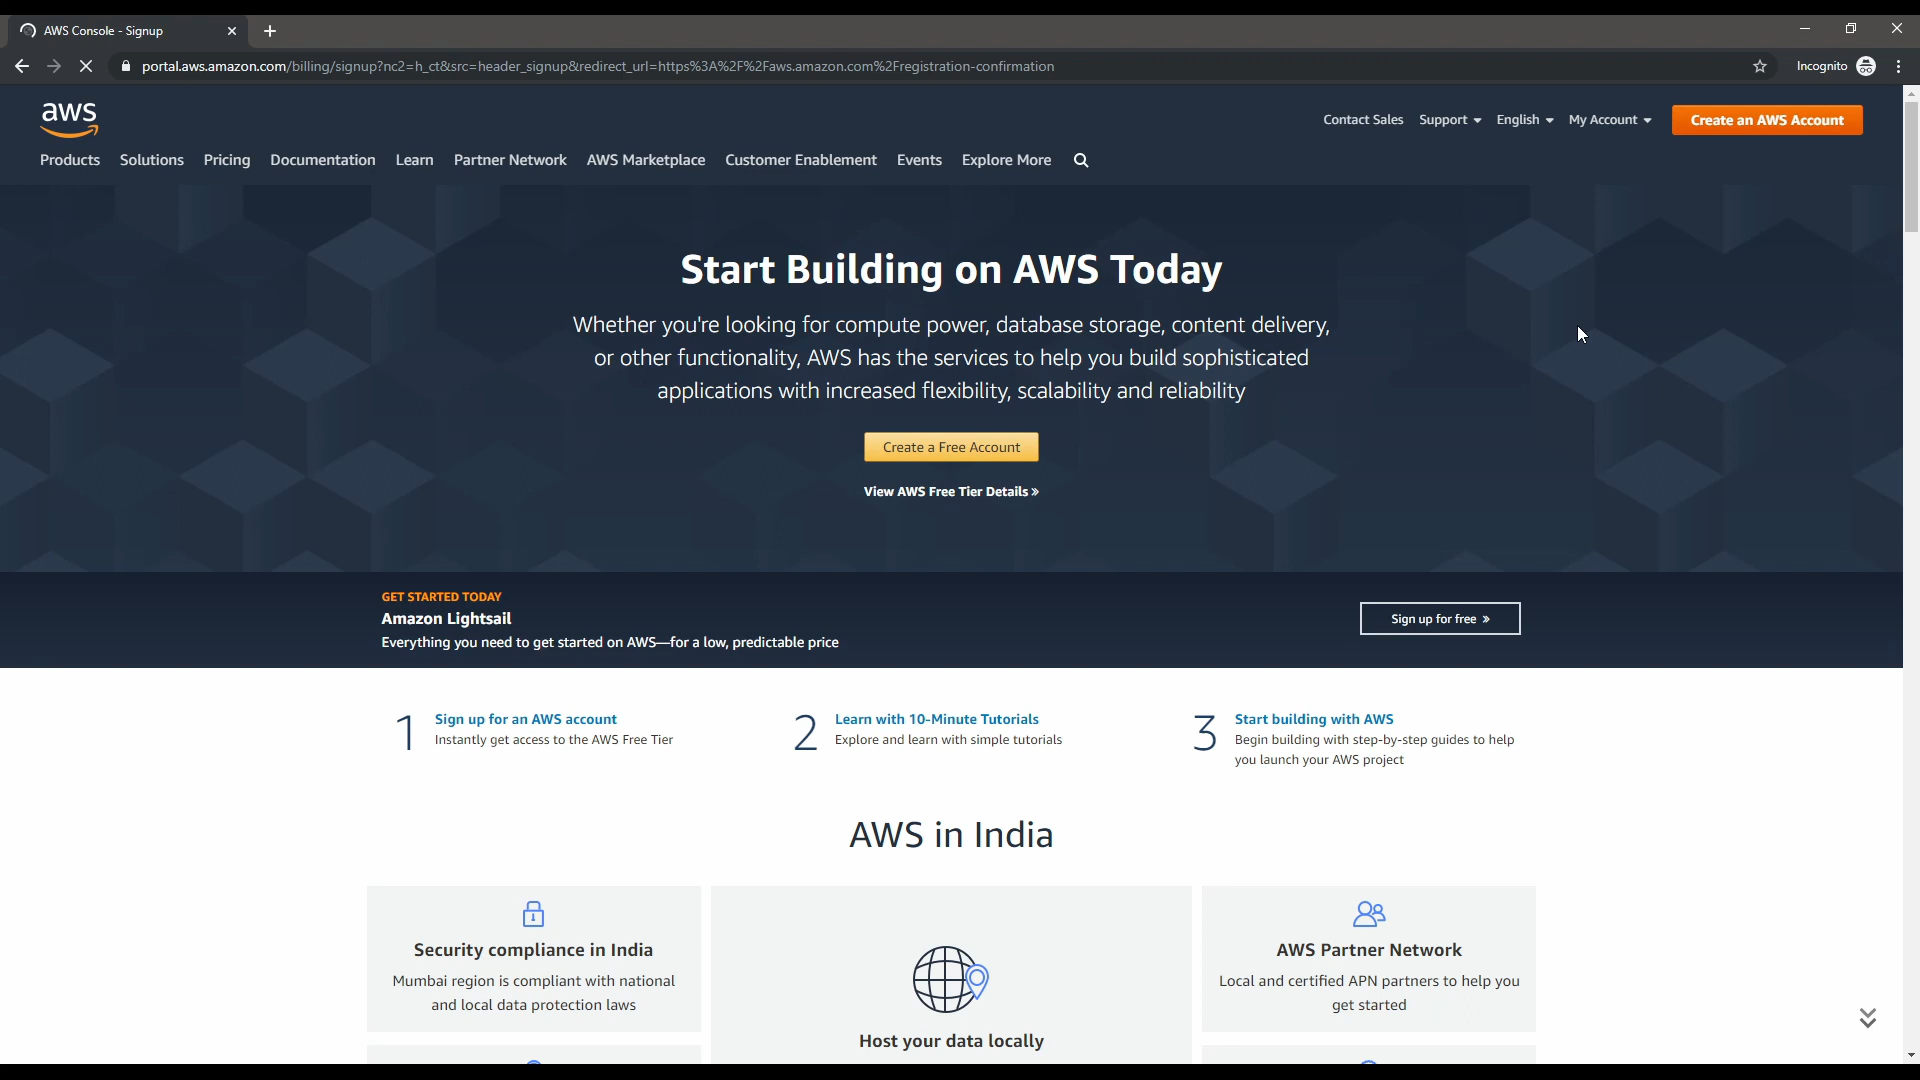 AWS Console - Signup
portal.aws.amazon.com/billing/signup?nc2=h_ct&src=header_signup&redirect_url=https%3A%2F%2Faws.amazon.com%2Fregistration-confirmation
Incognito
aws
Contact Sales Support English My Account Create an AWS Account
Products Solutions Pricing Documentation Learn Partner Network AWS Marketplace Customer Enablement Events Explore More
Start Building on AWS Today
Whether you're looking for compute power, database storage, content delivery,
or other functionality, AWS has the services to help you build sophisticated
applications with increased flexibility, scalability and reliability
Create a Free Account
View AWS Free Tier Details »
GET STARTED TODAY
Amazon Lightsail
Everything you need to get started on AWS—for a low, predictable price
Sign up for free »
1
Sign up for an AWS account
Instantly get access to the AWS Free Tier
2
Learn with 10-Minute Tutorials
Explore and learn with simple tutorials
3
Start building with AWS
Begin building with step-by-step guides to help
you launch your AWS project
AWS in India
Security compliance in India
Mumbai region is compliant with national
and local data protection laws
Host your data locally
AWS Partner Network
Local and certified APN partners to help you
get started